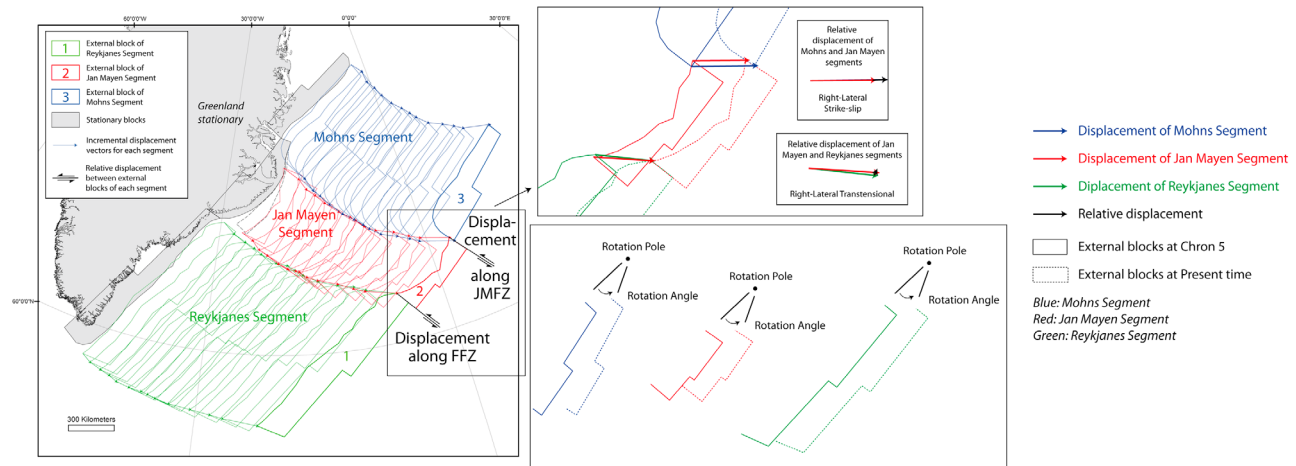 60°0'0"W
30°0'0"W
0°0'0"
30°0'0"E
1
External block of
Reykjanes Segment
2
External block of
Jan Mayen Segment
3
External block of
Mohns Segment
Stationary blocks
Incremental displacement
vectors for each segment
Relative displacement
between external
blocks of each segment
Greenland
stationary
Mohns Segment
Jan Mayen
Segment
Reykjanes Segment
3
2
1
Displa-
cement
along
JMFZ
Displacement
along FFZ
60°0'0"N
300 Kilometers
Relative
displacement of
Mohns and Jan Mayen
segments
Right-Lateral
Strike-slip
Relative displacement of Jan
Mayen and Reykjanes segments
Right-Lateral Transtensional
Rotation Pole
Rotation Angle
Rotation Pole
Rotation Angle
Rotation Pole
Rotation Angle
Displacement of Mohns Segment
Displacement of Jan Mayen Segment
Diplacement of Reykjanes Segment
Relative displacement
External blocks at Chron 5
External blocks at Present time
Blue: Mohns Segment
Red: Jan Mayen Segment
Green: Reykjanes Segment